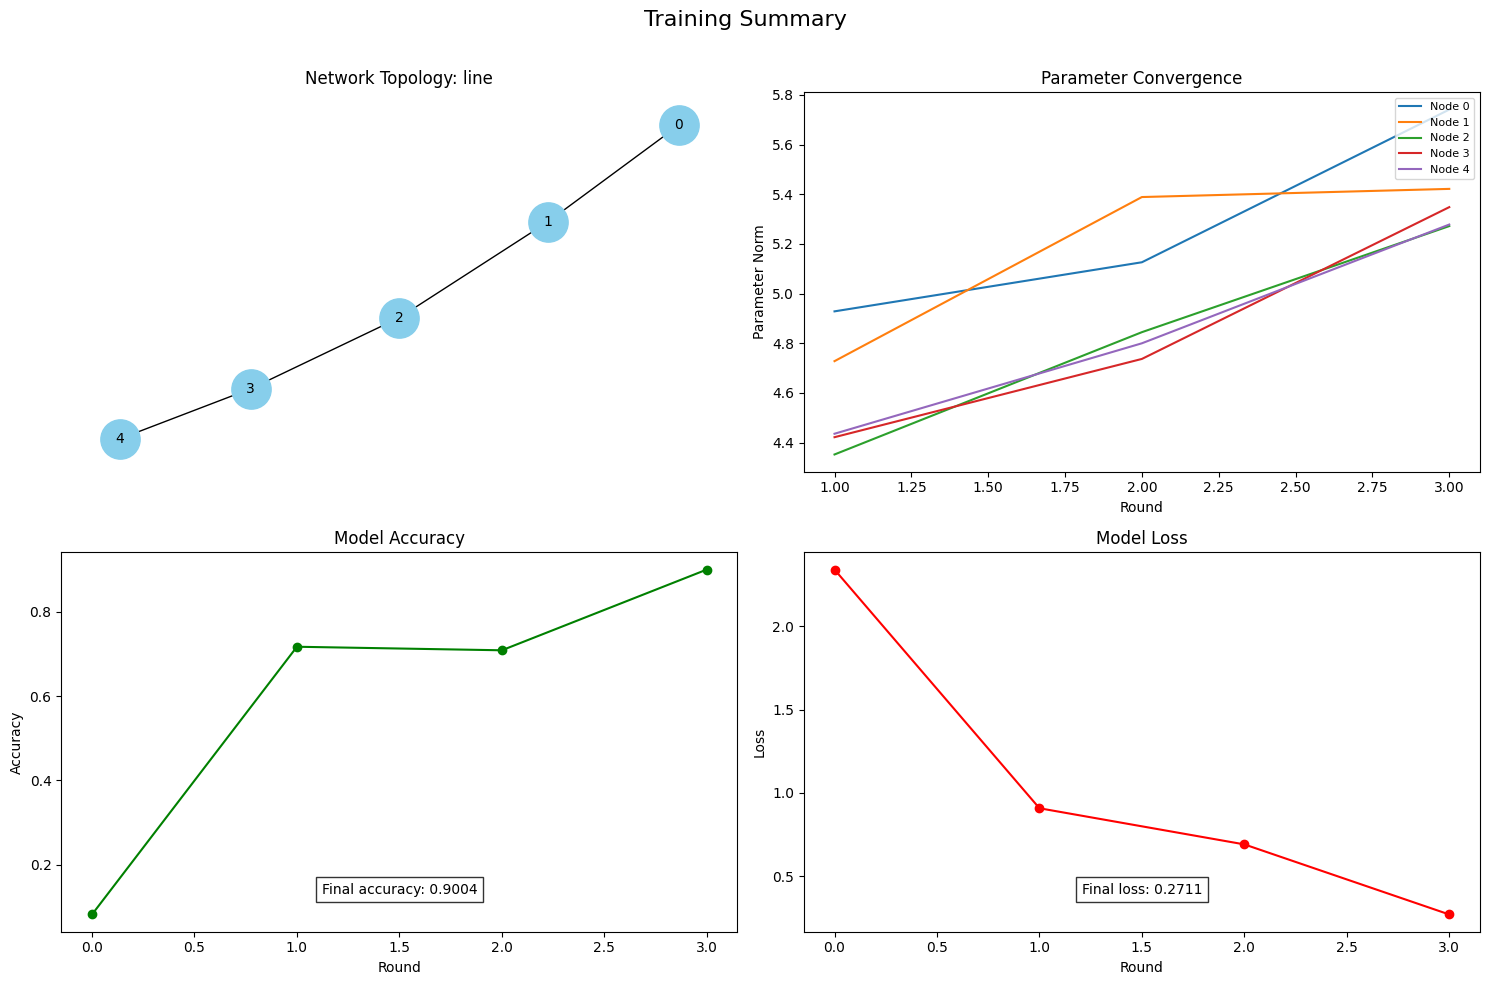 Training Summary
Network Topology: line
0
1
2
3
4
Parameter Convergence
5.8
5.6
5.4
5.2
5.0
4.8
4.6
4.4
Parameter Norm
Node 0
Node 1
Node 2
Node 3
Node 4
1.00 1.25 1.50 1.75 2.00 2.25 2.50 2.75 3.00
Round
Model Accuracy
0.8
0.6
0.4
0.2
Accuracy
Final accuracy: 0.9004
0.0 0.5 1.0 1.5 2.0 2.5 3.0
Round
Model Loss
2.0
1.5
1.0
0.5
Loss
Final loss: 0.2711
0.0 0.5 1.0 1.5 2.0 2.5 3.0
Round